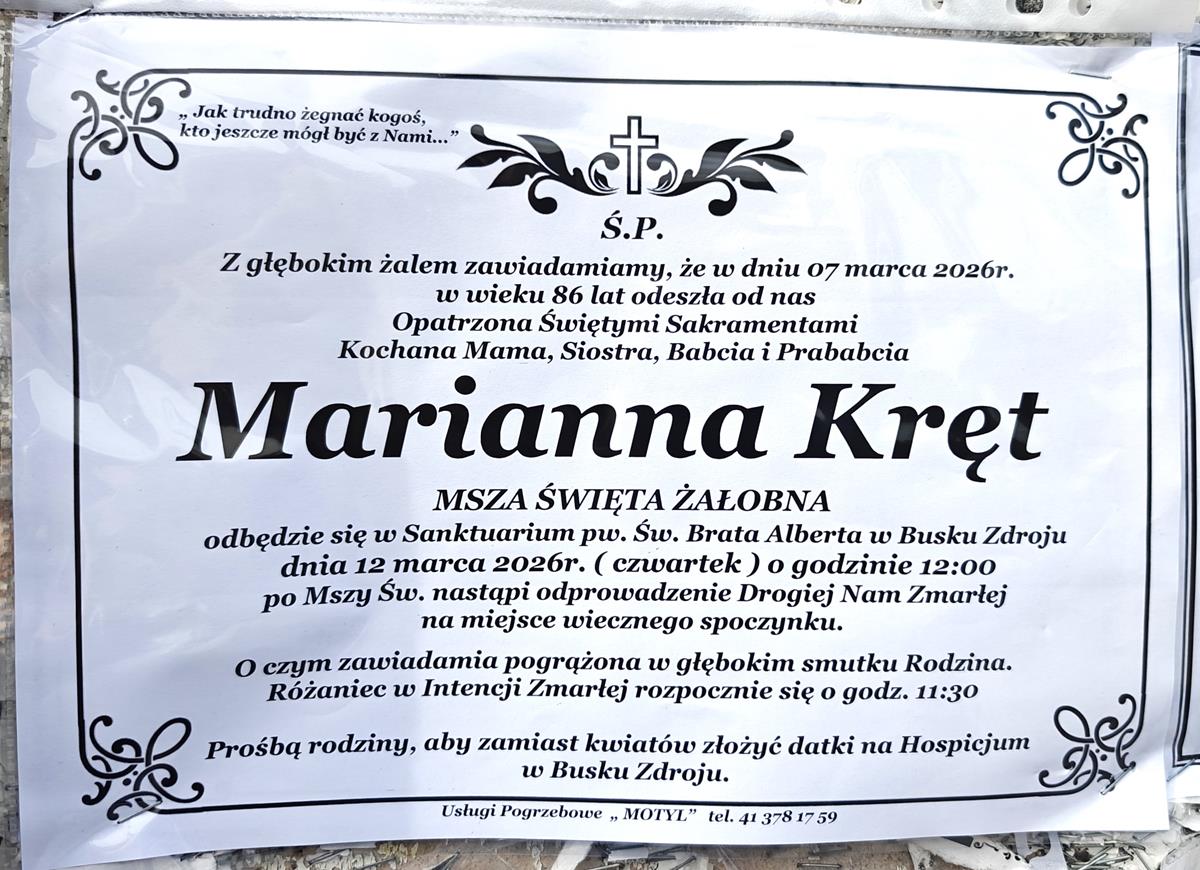 „ Jak trudno żegnać kogoś,
kto jeszcze mógł być z Nami...”
Ś.P.
Z głębokim żalem zawiadamiamy, że w dniu 07 marca 2026r.
w wieku 86 lat odeszła od nas
Opatrzona Świętymi Sakramentami
Kochana Mama, Siostra, Babcia i Prababcia
Marianna Kręt
MSZA ŚWIĘTA ŻAŁOBNA
odbędzie się w Sanktuarium pw. Św. Brata Alberta w Busku Zdroju
dnia 12 marca 2026r. ( czwartek ) o godzinie 12:00
po Mszy Św. nastąpi odprowadzenie Drogiej Nam Zmarłej
na miejsce wiecznego spoczynku.
O czym zawiadamia pogrążona w głębokim smutku Rodzina.
Różaniec w Intencji Zmarłej rozpocznie się o godz. 11:30
Prośbą rodziny, aby zamiast kwiatów złożyć datki na Hospicjum
w Busku Zdroju.
Usługi Pogrzebowe „ MOTYL” tel. 41 378 17 59